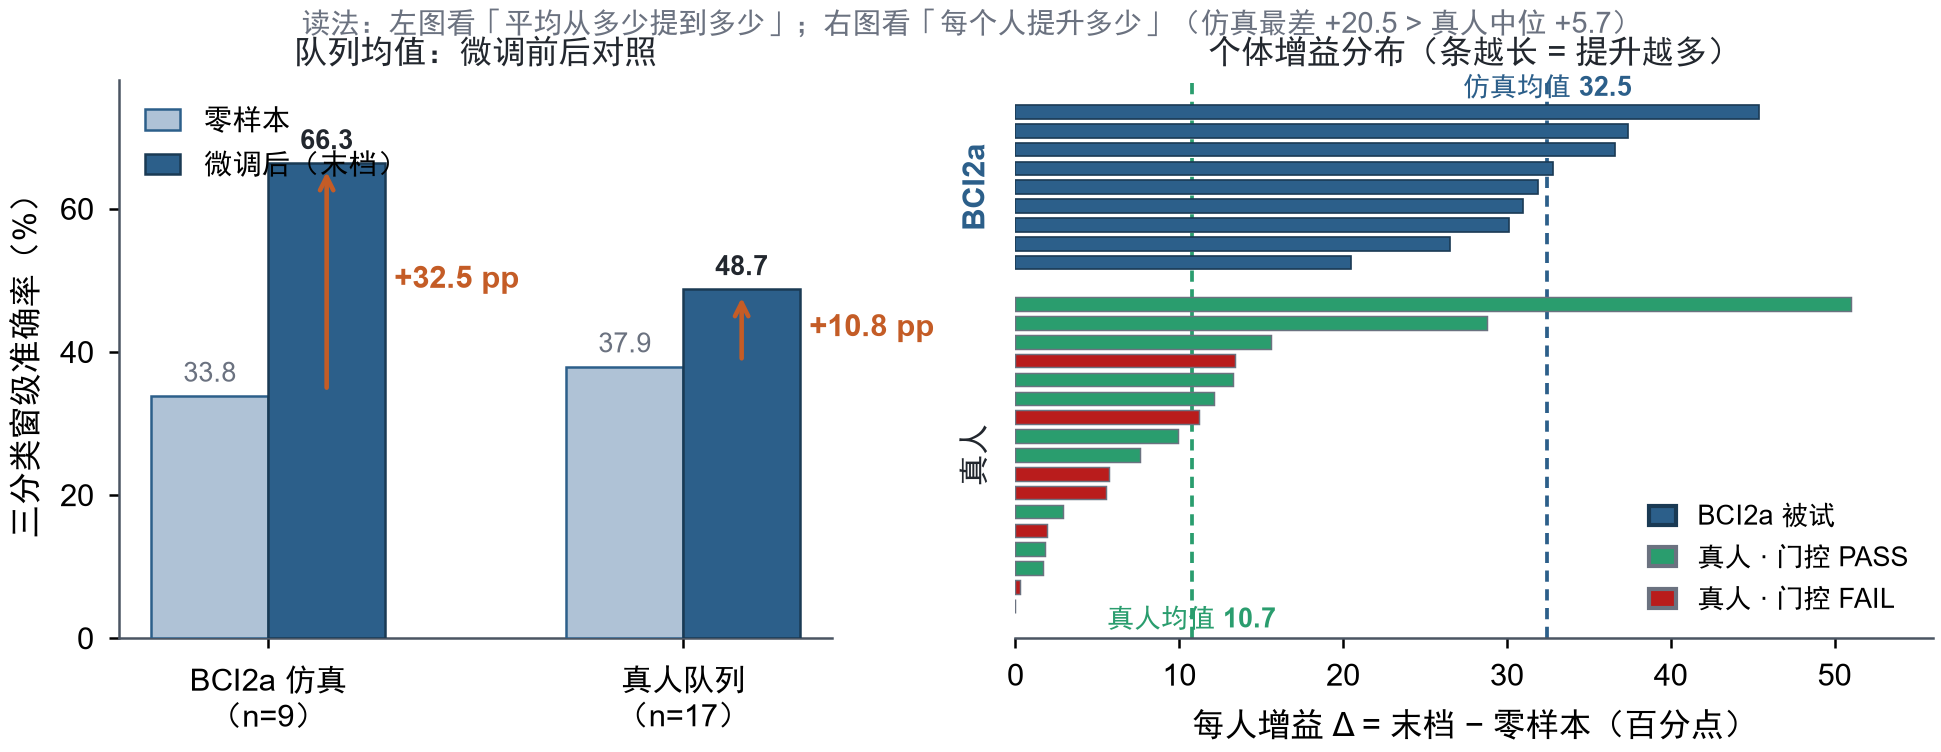 读法：左图看「平均从多少提到多少」；右图看「每个人提升多少」（仿真最差 +20.5 > 真人中位 +5.7）
队列均值：微调前后对照
零样本
微调后（末档）
66.3
+32.5 pp
33.8
37.9
48.7
+10.8 pp
三分类窗级准确率（%）
60
40
20
0
BCI2a 仿真
（n=9）
真人队列
（n=17）
个体增益分布（条越长 = 提升越多）
仿真均值 32.5
BCI2a
真人
真人均值 10.7
BCI2a 被试
真人 · 门控 PASS
真人 · 门控 FAIL
0 10 20 30 40 50
每人增益 Δ = 末档 − 零样本（百分点）